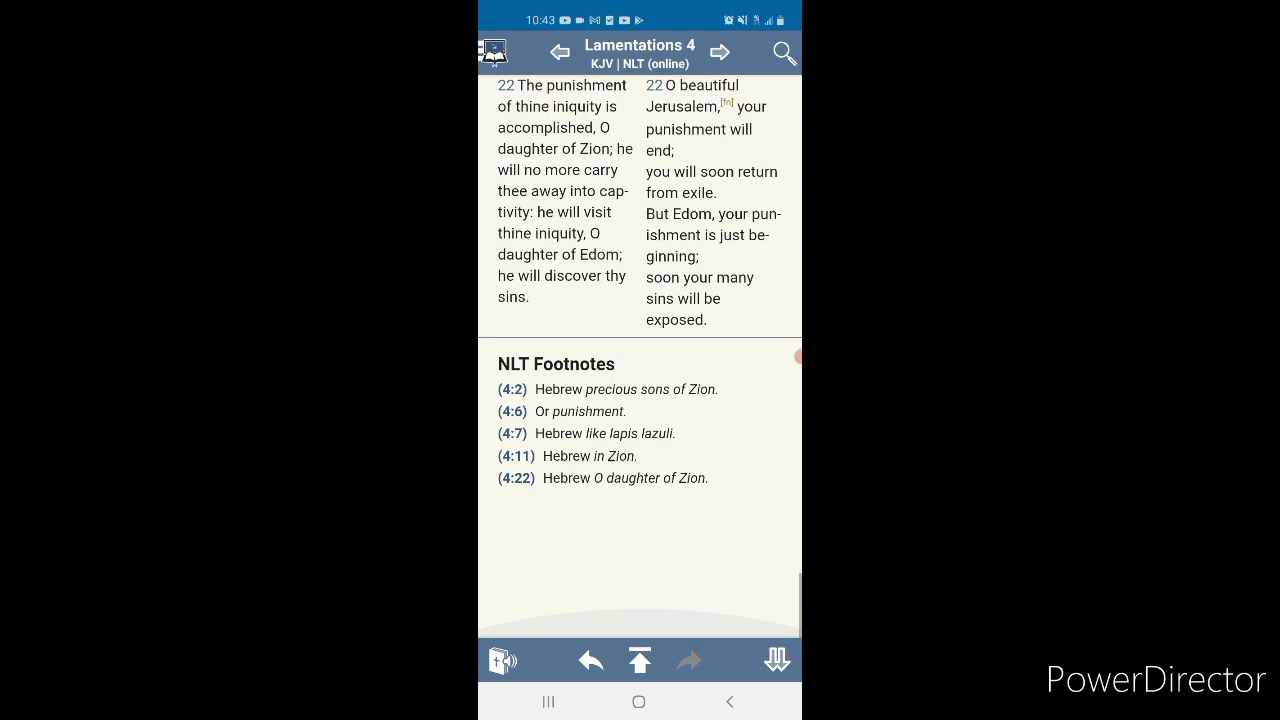 10:43
Lamentations 4
KJV | NLT (online)
22 The punishment
of thine iniquity is
accomplished, O
daughter of Zion; he
will no more carry
thee away into cap-
tivity: he will visit
thine iniquity, O
daughter of Edom;
he will discover thy
sins.
22 O beautiful
Jerusalem,[fn] your
punishment will
end;
you will soon return
from exile.
But Edom, your pun-
ishment is just be-
ginning;
soon your many
sins will be
exposed.
NLT Footnotes
(4:2) Hebrew precious sons of Zion.
(4:6) Or punishment.
(4:7) Hebrew like lapis lazuli.
(4:11) Hebrew in Zion.
(4:22) Hebrew O daughter of Zion.
PowerDirector